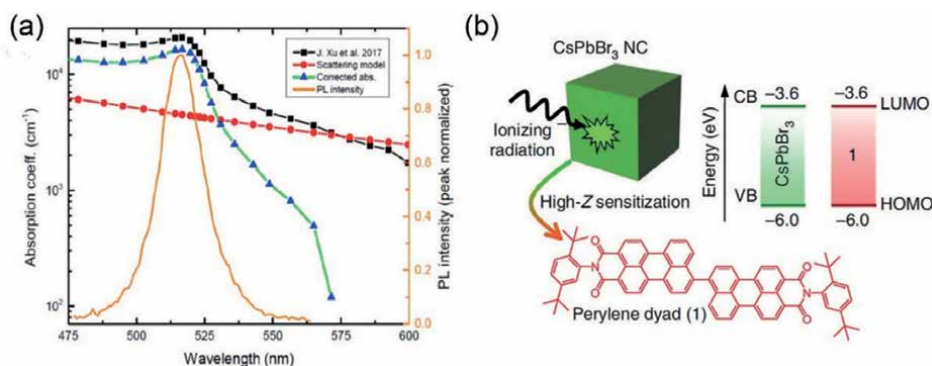 (a)
J. Xu et al. 2017
Scattering model
Corrected abs.
PL intensity
Absorption coeff. (cm⁻¹)
10⁴
10³
10²
475 500 525 550 575 600
Wavelength (nm)
1.0
0.8
0.6
0.4
0.2
0.0
PL intensity (peak normalized)
(b)
CsPbBr₃ NC
Ionizing
radiation
High-Z sensitization
Energy (eV)
CB −3.6 −3.6 LUMO
CsPbBr₃ 1
VB −6.0 −6.0 HOMO
N O O O O N
Perylene dyad (1)